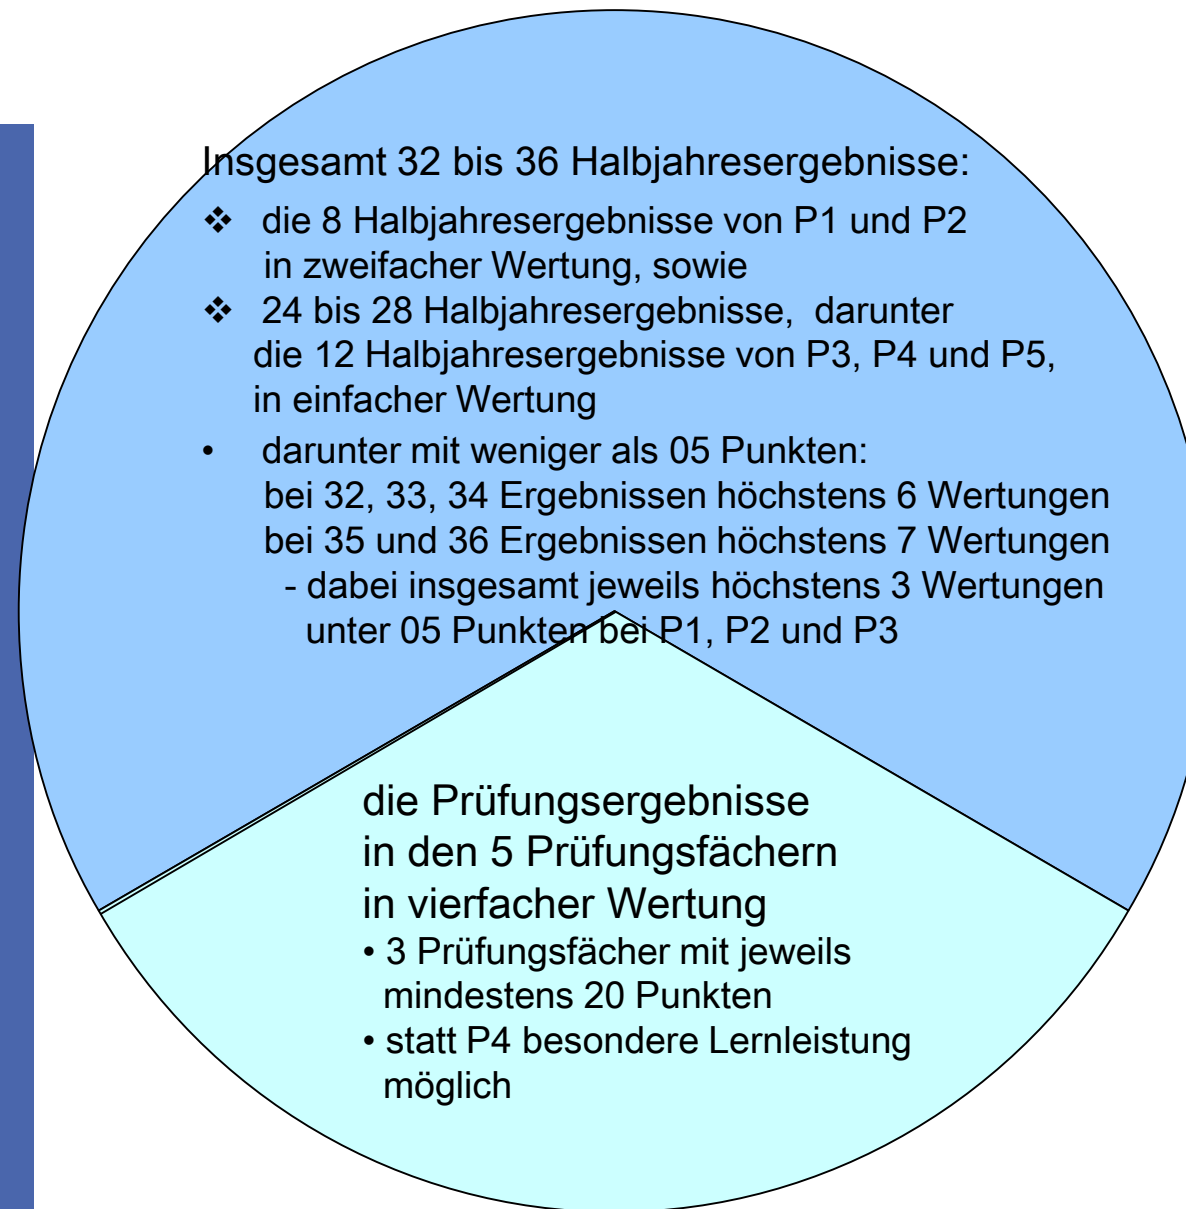 Insgesamt 32 bis 36 Halbjahresergebnisse:
❖ die 8 Halbjahresergebnisse von P1 und P2
in zweifacher Wertung, sowie
❖ 24 bis 28 Halbjahresergebnisse, darunter
die 12 Halbjahresergebnisse von P3, P4 und P5,
in einfacher Wertung
• darunter mit weniger als 05 Punkten:
bei 32, 33, 34 Ergebnissen höchstens 6 Wertungen
bei 35 und 36 Ergebnissen höchstens 7 Wertungen
- dabei insgesamt jeweils höchstens 3 Wertungen
unter 05 Punkten bei P1, P2 und P3
die Prüfungsergebnisse
in den 5 Prüfungsfächern
in vierfacher Wertung
• 3 Prüfungsfächer mit jeweils
mindestens 20 Punkten
• statt P4 besondere Lernleistung
möglich